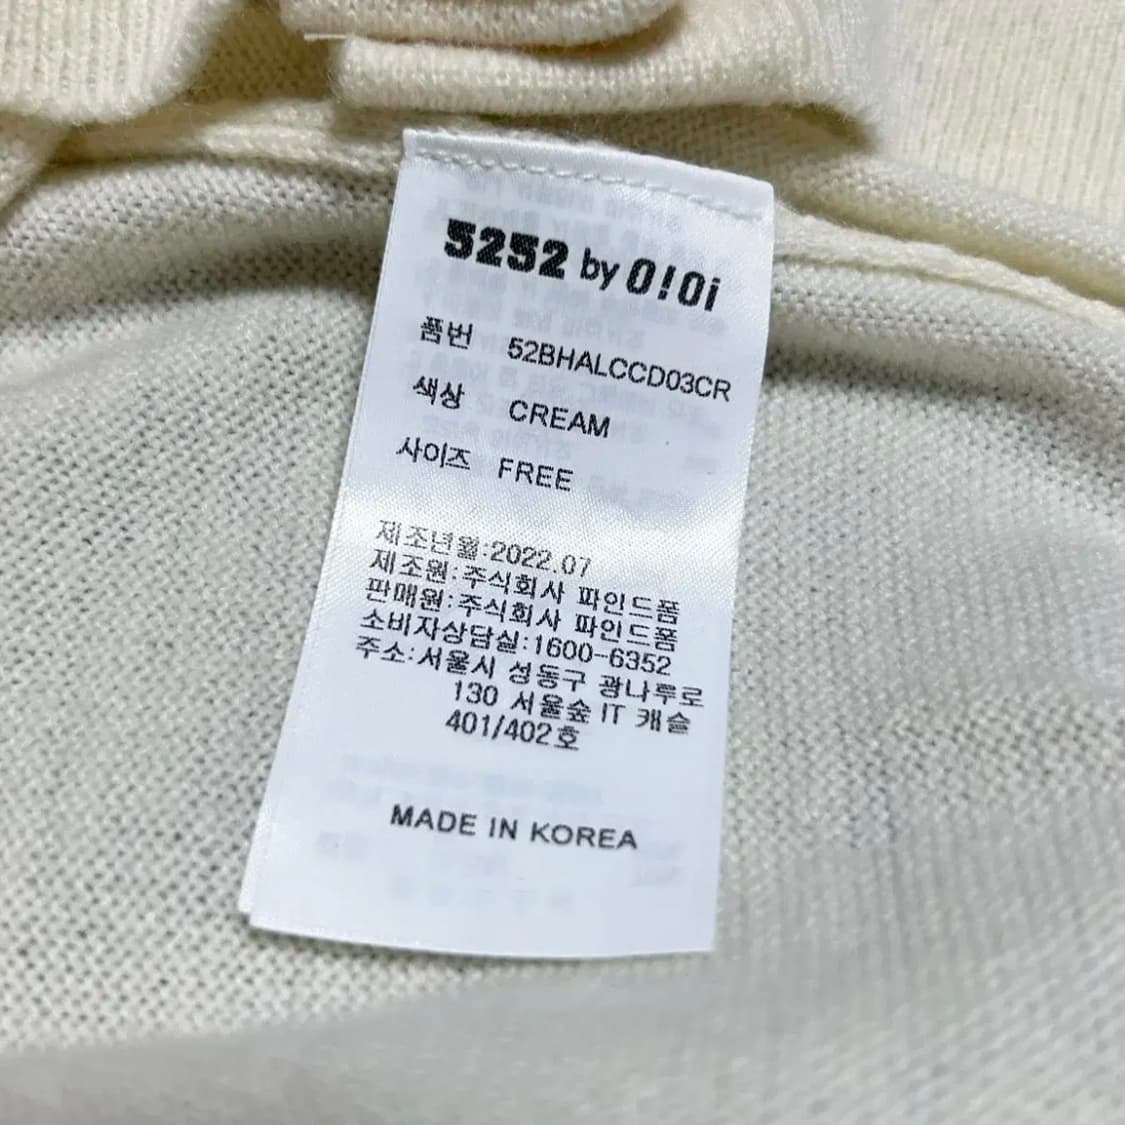 5252 by O!Oi
품번 52BHALCCD03CR
색상 CREAM
사이즈 FREE
제조년월:2022.07
제조원:주식회사 파인드폼
판매원:주식회사 파인드폼
소비자상담실:1600-6352
주소:서울시 성동구 광나루로
130 서울숲 IT 캐슬
401/402호
MADE IN KOREA